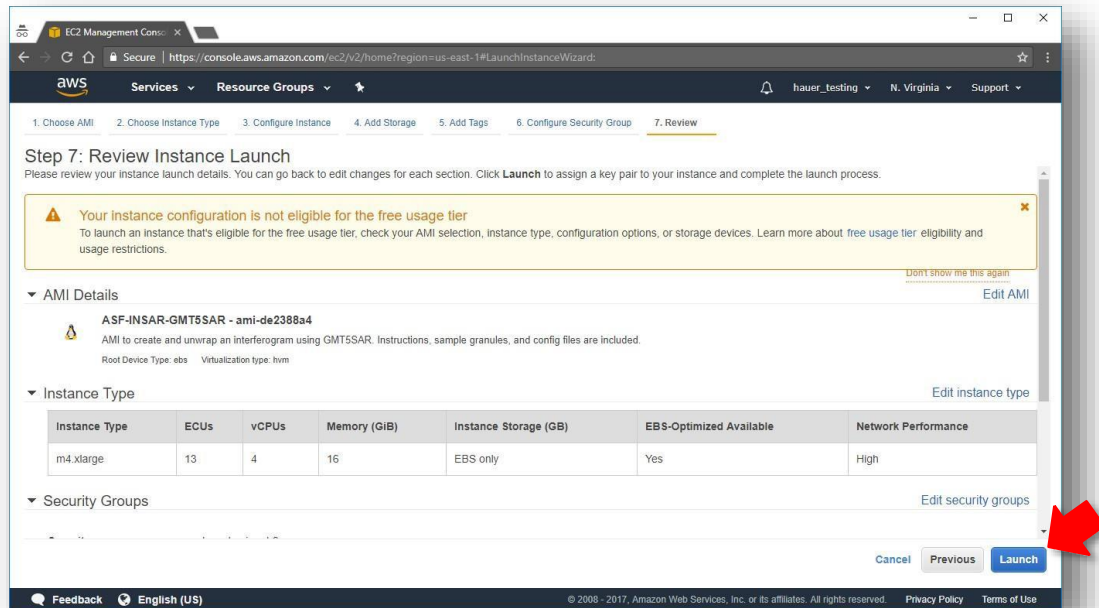 EC2 Management Conso
Secure | https://console.aws.amazon.com/ec2/v2/home?region=us-east-1#LaunchInstanceWizard:
aws Services Resource Groups hauer_testing N. Virginia Support
1. Choose AMI 2. Choose Instance Type 3. Configure Instance 4. Add Storage 5. Add Tags 6. Configure Security Group 7. Review
Step 7: Review Instance Launch
Please review your instance launch details. You can go back to edit changes for each section. Click Launch to assign a key pair to your instance and complete the launch process.
Your instance configuration is not eligible for the free usage tier
To launch an instance that's eligible for the free usage tier, check your AMI selection, instance type, configuration options, or storage devices. Learn more about free usage tier eligibility and
usage restrictions.
Don't show me this again
AMI Details Edit AMI
ASF-INSAR-GMT5SAR - ami-de2388a4
AMI to create and unwrap an interferogram using GMT5SAR. Instructions, sample granules, and config files are included.
Root Device Type: ebs Virtualization type: hvm
Instance Type Edit instance type
Instance Type ECUs vCPUs Memory (GiB) Instance Storage (GB) EBS-Optimized Available Network Performance
m4.xlarge 13 4 16 EBS only Yes High
Security Groups Edit security groups
Cancel Previous Launch
Feedback English (US) © 2008 - 2017, Amazon Web Services, Inc. or its affiliates. All rights reserved. Privacy Policy Terms of Use